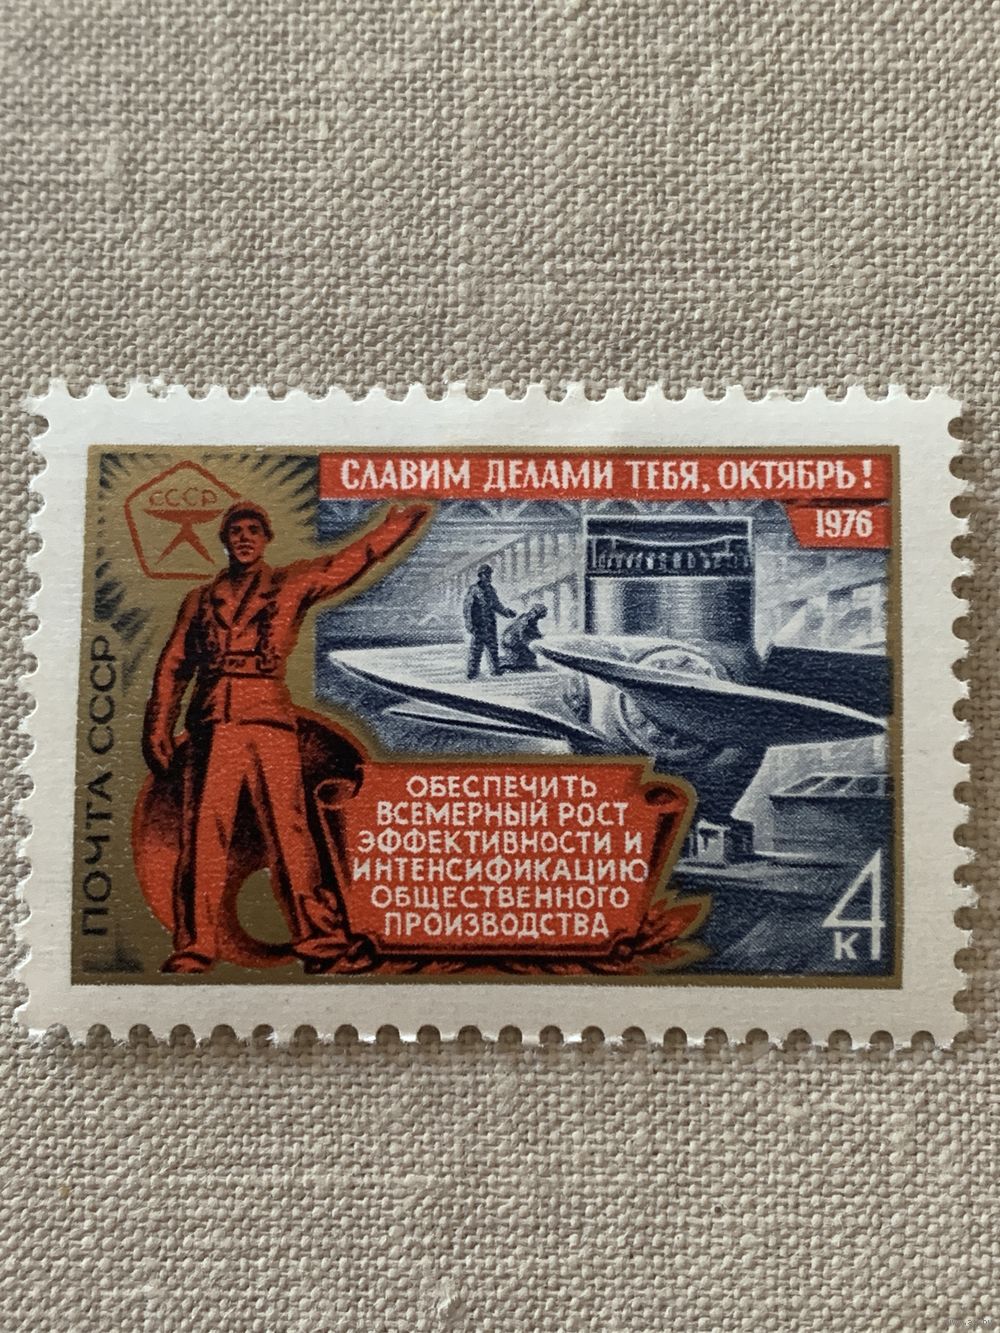 СЛАВИМ ДЕЛАМИ ТЕБЯ, ОКТЯБРЬ!
1976
СССР
ПОЧТА СССР
ОБЕСПЕЧИТЬ
ВСЕМЕРНЫЙ РОСТ
ЭФФЕКТИВНОСТИ И
ИНТЕНСИФИКАЦИЮ
ОБЩЕСТВЕННОГО
ПРОИЗВОДСТВА
4
К